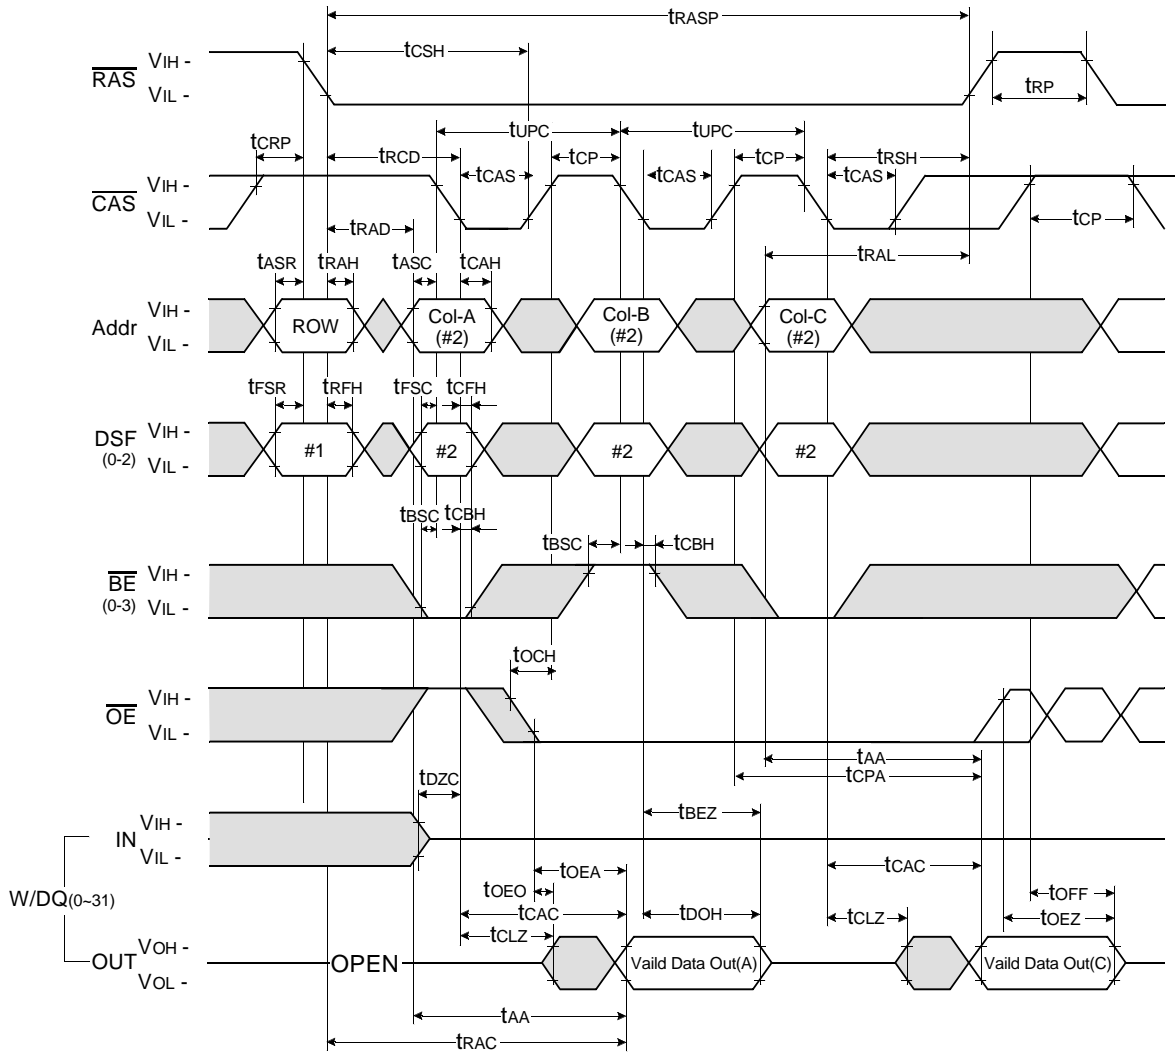 tRASP
tCSH
RAS
VIH -
VIL -
tRP
tUPC
tUPC
tCRP
tRCD
tCP
tCP
tRSH
CAS
VIH -
VIL -
tCAS
tCAS
tCAS
tCP
tRAD
tRAL
tASR
tRAH
tASC
tCAH
Addr
VIH -
VIL -
ROW
Col-A
(#2)
Col-B
(#2)
Col-C
(#2)
tFSR
tRFH
tFSC
tCFH
DSF
(0-2)
VIH -
VIL -
#1
#2
#2
#2
tBSC
tCBH
tBSC
tCBH
BE
(0-3)
VIH -
VIL -
tOCH
OE
VIH -
VIL -
tAA
tCPA
tDZC
tBEZ
IN
VIH -
VIL -
W/DQ(0~31)
tOEA
tCAC
tOEO
tOFF
tCAC
tDOH
tCLZ
tOEZ
tCLZ
OUT
VOH -
VOL -
OPEN
Vaild Data Out(A)
Vaild Data Out(C)
tAA
tRAC